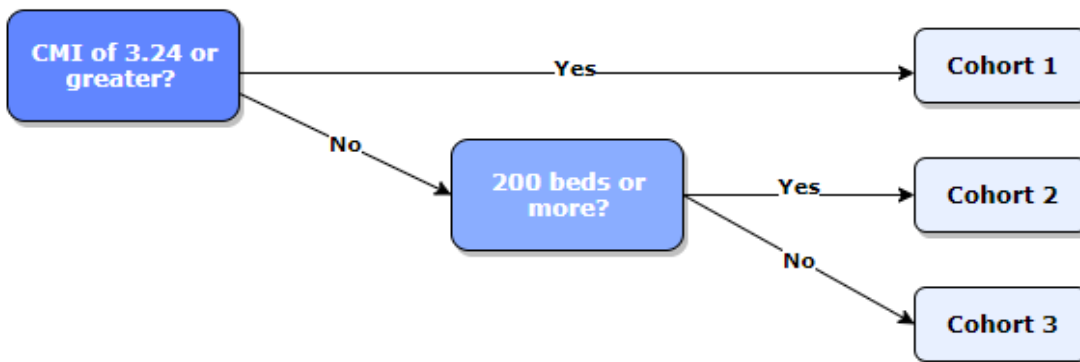 CMI of 3.24 or
greater?
Yes
Cohort 1
No
200 beds or
more?
Yes
Cohort 2
No
Cohort 3